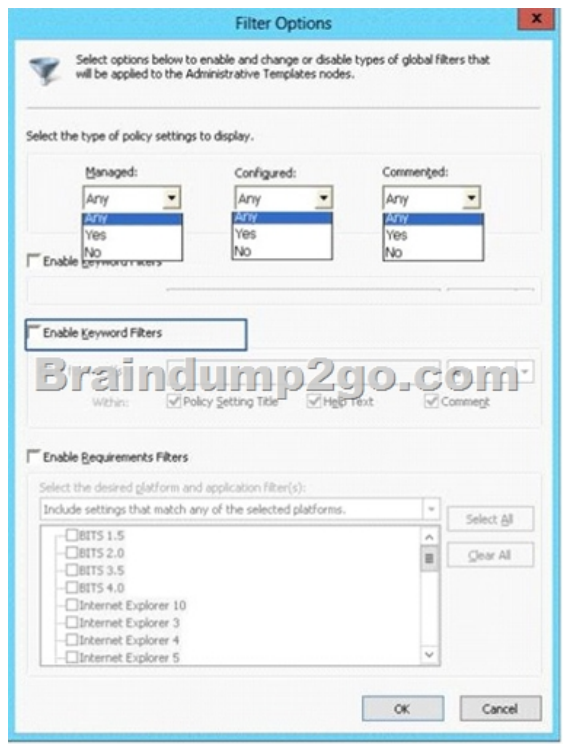 Filter Options
x
Select options below to enable and change or disable types of global filters that
will be applied to the Administrative Templates nodes.
Select the type of policy settings to display.
Managed: Configured: Commented:
Any Any Any
Any Any Any
Yes Yes Yes
No No No
Enable Keyword Filters
Enable Keyword Filters
Braindump2go.com
Within: Policy Setting Title Help Text Comment
Enable Requirements Filters
Select the desired platform and application filter(s):
Include settings that match any of the selected platforms.
Select All
BITS 1.5
BITS 2.0
Clear All
BITS 3.5
BITS 4.0
Internet Explorer 10
Internet Explorer 3
Internet Explorer 4
Internet Explorer 5
OK Cancel